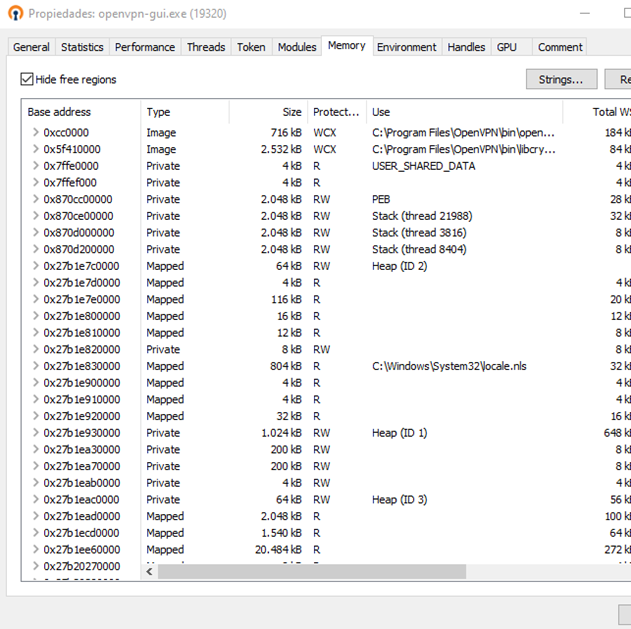 Propiedades: openvpn-gui.exe (19320)
General Statistics Performance Threads Token Modules Memory Environment Handles GPU Comment
Hide free regions Strings... Re
Base address Type Size Protect... Use Total WS
0xcc0000 Image 716 kB WCX C:\Program Files\OpenVPN\bin\open... 184 k
0x5f410000 Image 2.532 kB WCX C:\Program Files\OpenVPN\bin\libcry... 84 k
0x7ffe0000 Private 4 kB R USER_SHARED_DATA 4 k
0x7ffef000 Private 4 kB R 4 k
0x870cc00000 Private 2.048 kB RW PEB 28 k
0x870ce00000 Private 2.048 kB RW Stack (thread 21988) 32 k
0x870d000000 Private 2.048 kB RW Stack (thread 3816) 8 k
0x870d200000 Private 2.048 kB RW Stack (thread 8404) 8 k
0x27b1e7c0000 Mapped 64 kB RW Heap (ID 2)
0x27b1e7d0000 Mapped 4 kB R 4 k
0x27b1e7e0000 Mapped 116 kB R 20 k
0x27b1e800000 Mapped 16 kB R 12 k
0x27b1e810000 Mapped 12 kB R 8 k
0x27b1e820000 Private 8 kB RW 8 k
0x27b1e830000 Mapped 804 kB R C:\Windows\System32\locale.nls 32 k
0x27b1e900000 Mapped 4 kB R 4 k
0x27b1e910000 Mapped 4 kB R 4 k
0x27b1e920000 Mapped 32 kB R 16 k
0x27b1e930000 Private 1.024 kB RW Heap (ID 1) 648 k
0x27b1ea30000 Private 200 kB RW 8 k
0x27b1ea70000 Private 200 kB RW 8 k
0x27b1eab0000 Private 4 kB RW 4 k
0x27b1eac0000 Private 64 kB RW Heap (ID 3) 56 k
0x27b1ead0000 Mapped 2.048 kB R 100 k
0x27b1ecd0000 Mapped 1.540 kB R 64 k
0x27b1ee60000 Mapped 20.484 kB R 272 k
0x27b20270000